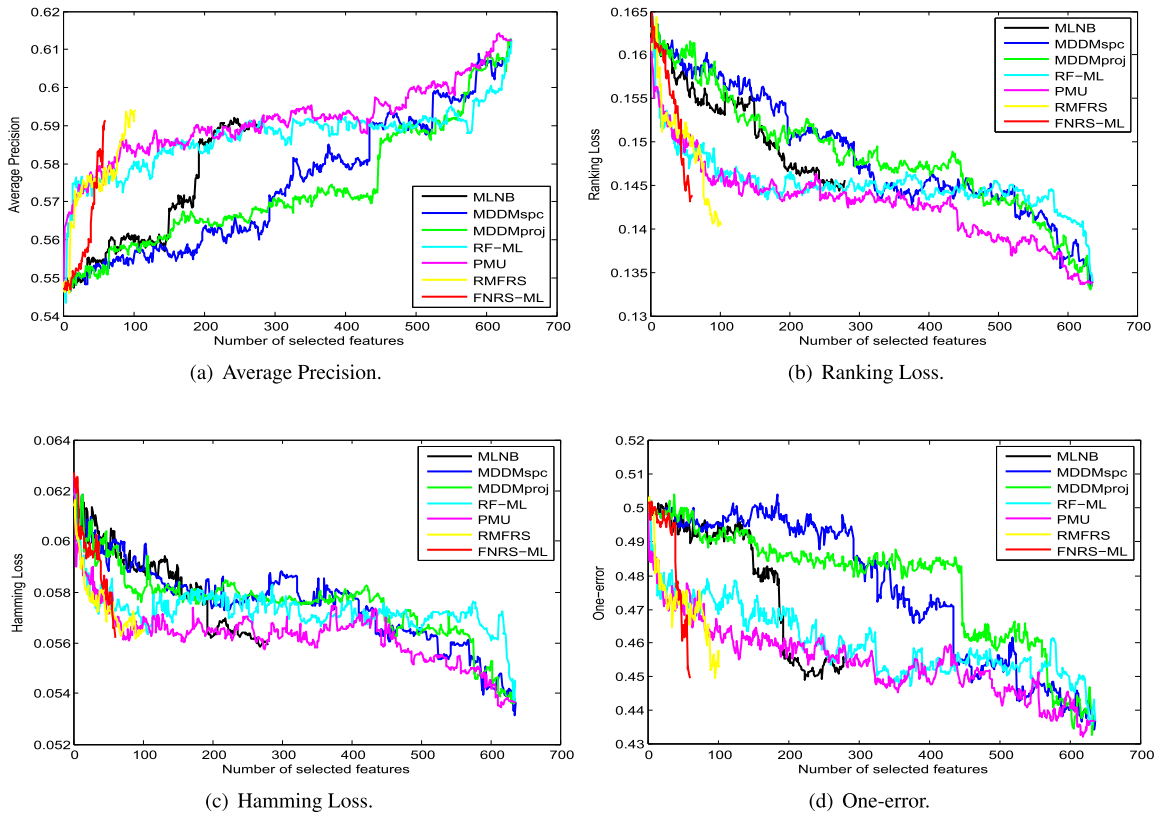 0.62
0.61
0.6
0.59
0.58
0.57
0.56
0.55
0.54
Average Precision
0 100 200 300 400 500 600 700
Number of selected features
MLNB
MDDMspc
MDDMproj
RF-ML
PMU
RMFRS
FNRS-ML
(a) Average Precision.
0.165
0.16
0.155
0.15
0.145
0.14
0.135
0.13
Ranking Loss
0 100 200 300 400 500 600 700
Number of selected features
MLNB
MDDMspc
MDDMproj
RF-ML
PMU
RMFRS
FNRS-ML
(b) Ranking Loss.
0.064
0.062
0.06
0.058
0.056
0.054
0.052
Hamming Loss
0 100 200 300 400 500 600 700
Number of selected features
MLNB
MDDMspc
MDDMproj
RF-ML
PMU
RMFRS
FNRS-ML
(c) Hamming Loss.
0.52
0.51
0.5
0.49
0.48
0.47
0.46
0.45
0.44
0.43
One-error
0 100 200 300 400 500 600 700
Number of selected features
MLNB
MDDMspc
MDDMproj
RF-ML
PMU
RMFRS
FNRS-ML
(d) One-error.